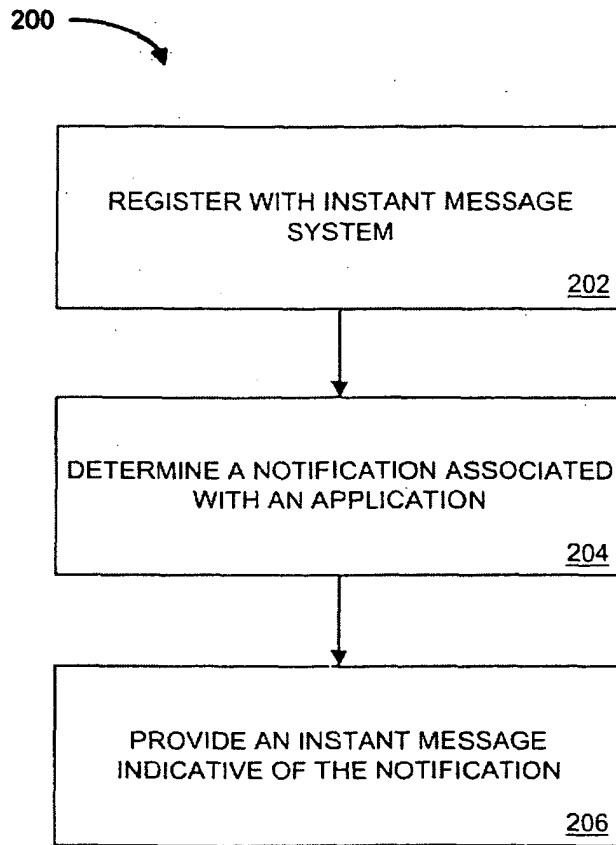 200
REGISTER WITH INSTANT MESSAGE
SYSTEM
202
DETERMINE A NOTIFICATION ASSOCIATED
WITH AN APPLICATION
204
PROVIDE AN INSTANT MESSAGE
INDICATIVE OF THE NOTIFICATION
206